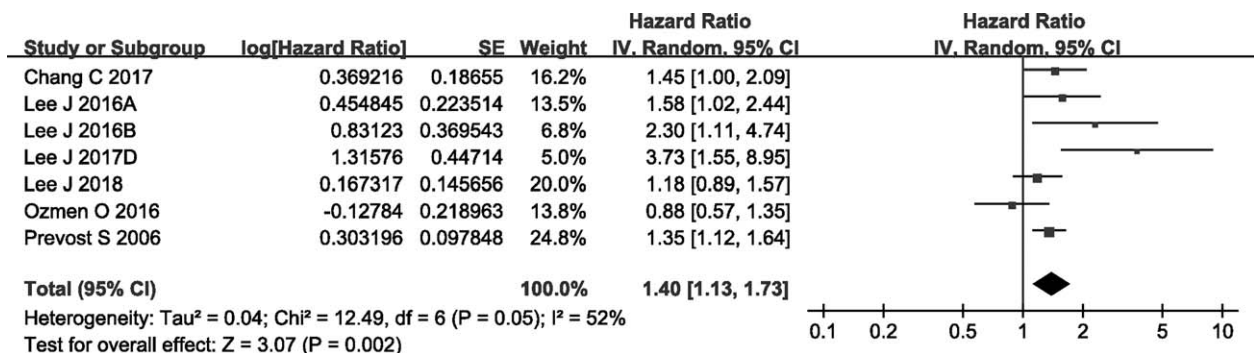 Hazard Ratio Hazard Ratio
Study or Subgroup log[Hazard Ratio] SE Weight IV, Random, 95% CI IV, Random, 95% CI
Chang C 2017 0.369216 0.18655 16.2% 1.45 [1.00, 2.09]
Lee J 2016A 0.454845 0.223514 13.5% 1.58 [1.02, 2.44]
Lee J 2016B 0.83123 0.369543 6.8% 2.30 [1.11, 4.74]
Lee J 2017D 1.31576 0.44714 5.0% 3.73 [1.55, 8.95]
Lee J 2018 0.167317 0.145656 20.0% 1.18 [0.89, 1.57]
Ozmen O 2016 -0.12784 0.218963 13.8% 0.88 [0.57, 1.35]
Prevost S 2006 0.303196 0.097848 24.8% 1.35 [1.12, 1.64]
Total (95% CI) 100.0% 1.40 [1.13, 1.73]
Heterogeneity: Tau² = 0.04; Chi² = 12.49, df = 6 (P = 0.05); I² = 52%
Test for overall effect: Z = 3.07 (P = 0.002)
0.1 0.2 0.5 1 2 5 10